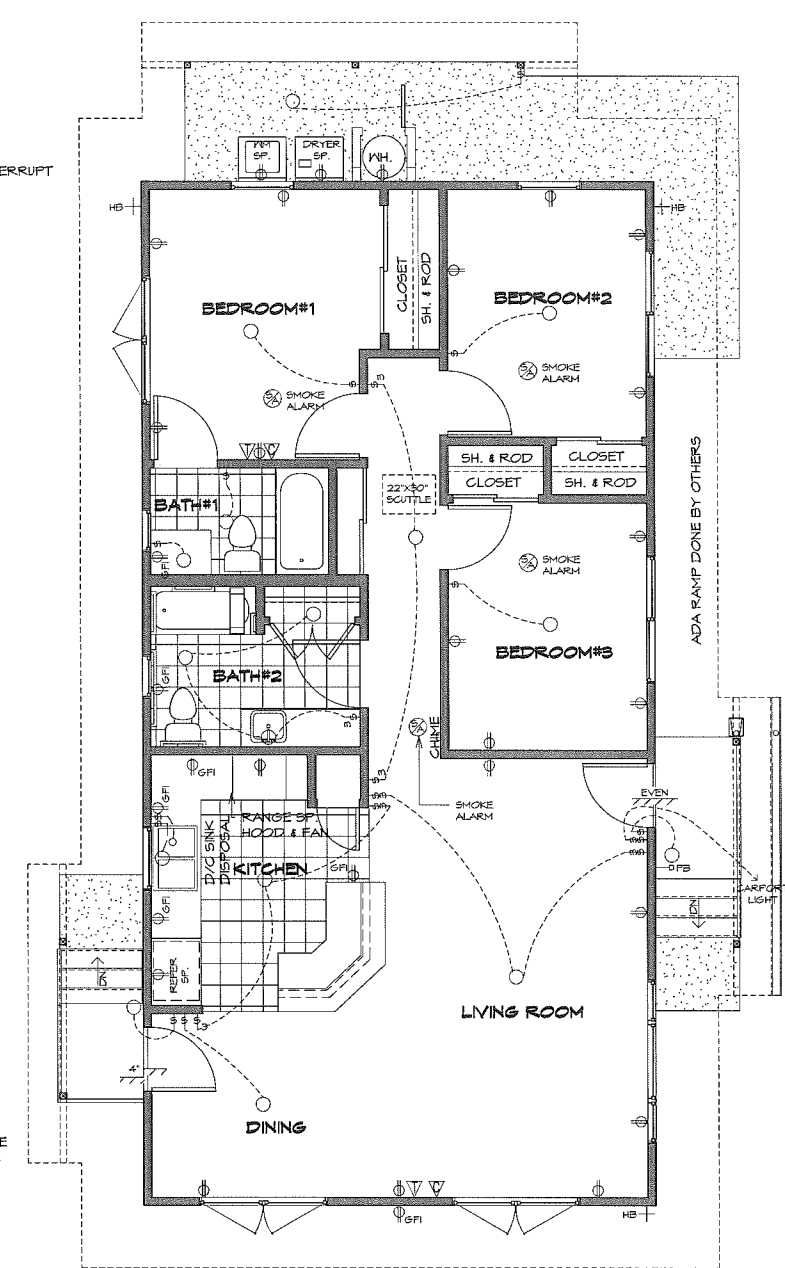 ERRUPT
WM
SP.
DRYER
SP.
WH.
HB
HB
BEDROOM#1
CLOSET
SH. & ROD
BEDROOM#2
SMOKE
ALARM
SMOKE
ALARM
SH. & ROD
CLOSET
CLOSET
SH. & ROD
22"X30"
SCUTTLE
BATH#1
GFI
SMOKE
ALARM
BEDROOM#3
ADA RAMP DONE BY OTHERS
BATH#2
GFI
CHIME
SMOKE
ALARM
GFI
GFI
RANGE SP.
HOOD & FAN
D/C SINK
DISPOSAL
KITCHEN
GFI
GFI
REFER
SP.
EVEN
PB
CARPORT
LIGHT
DN
DN
LIVING ROOM
4"
DINING
E
GFI
HB